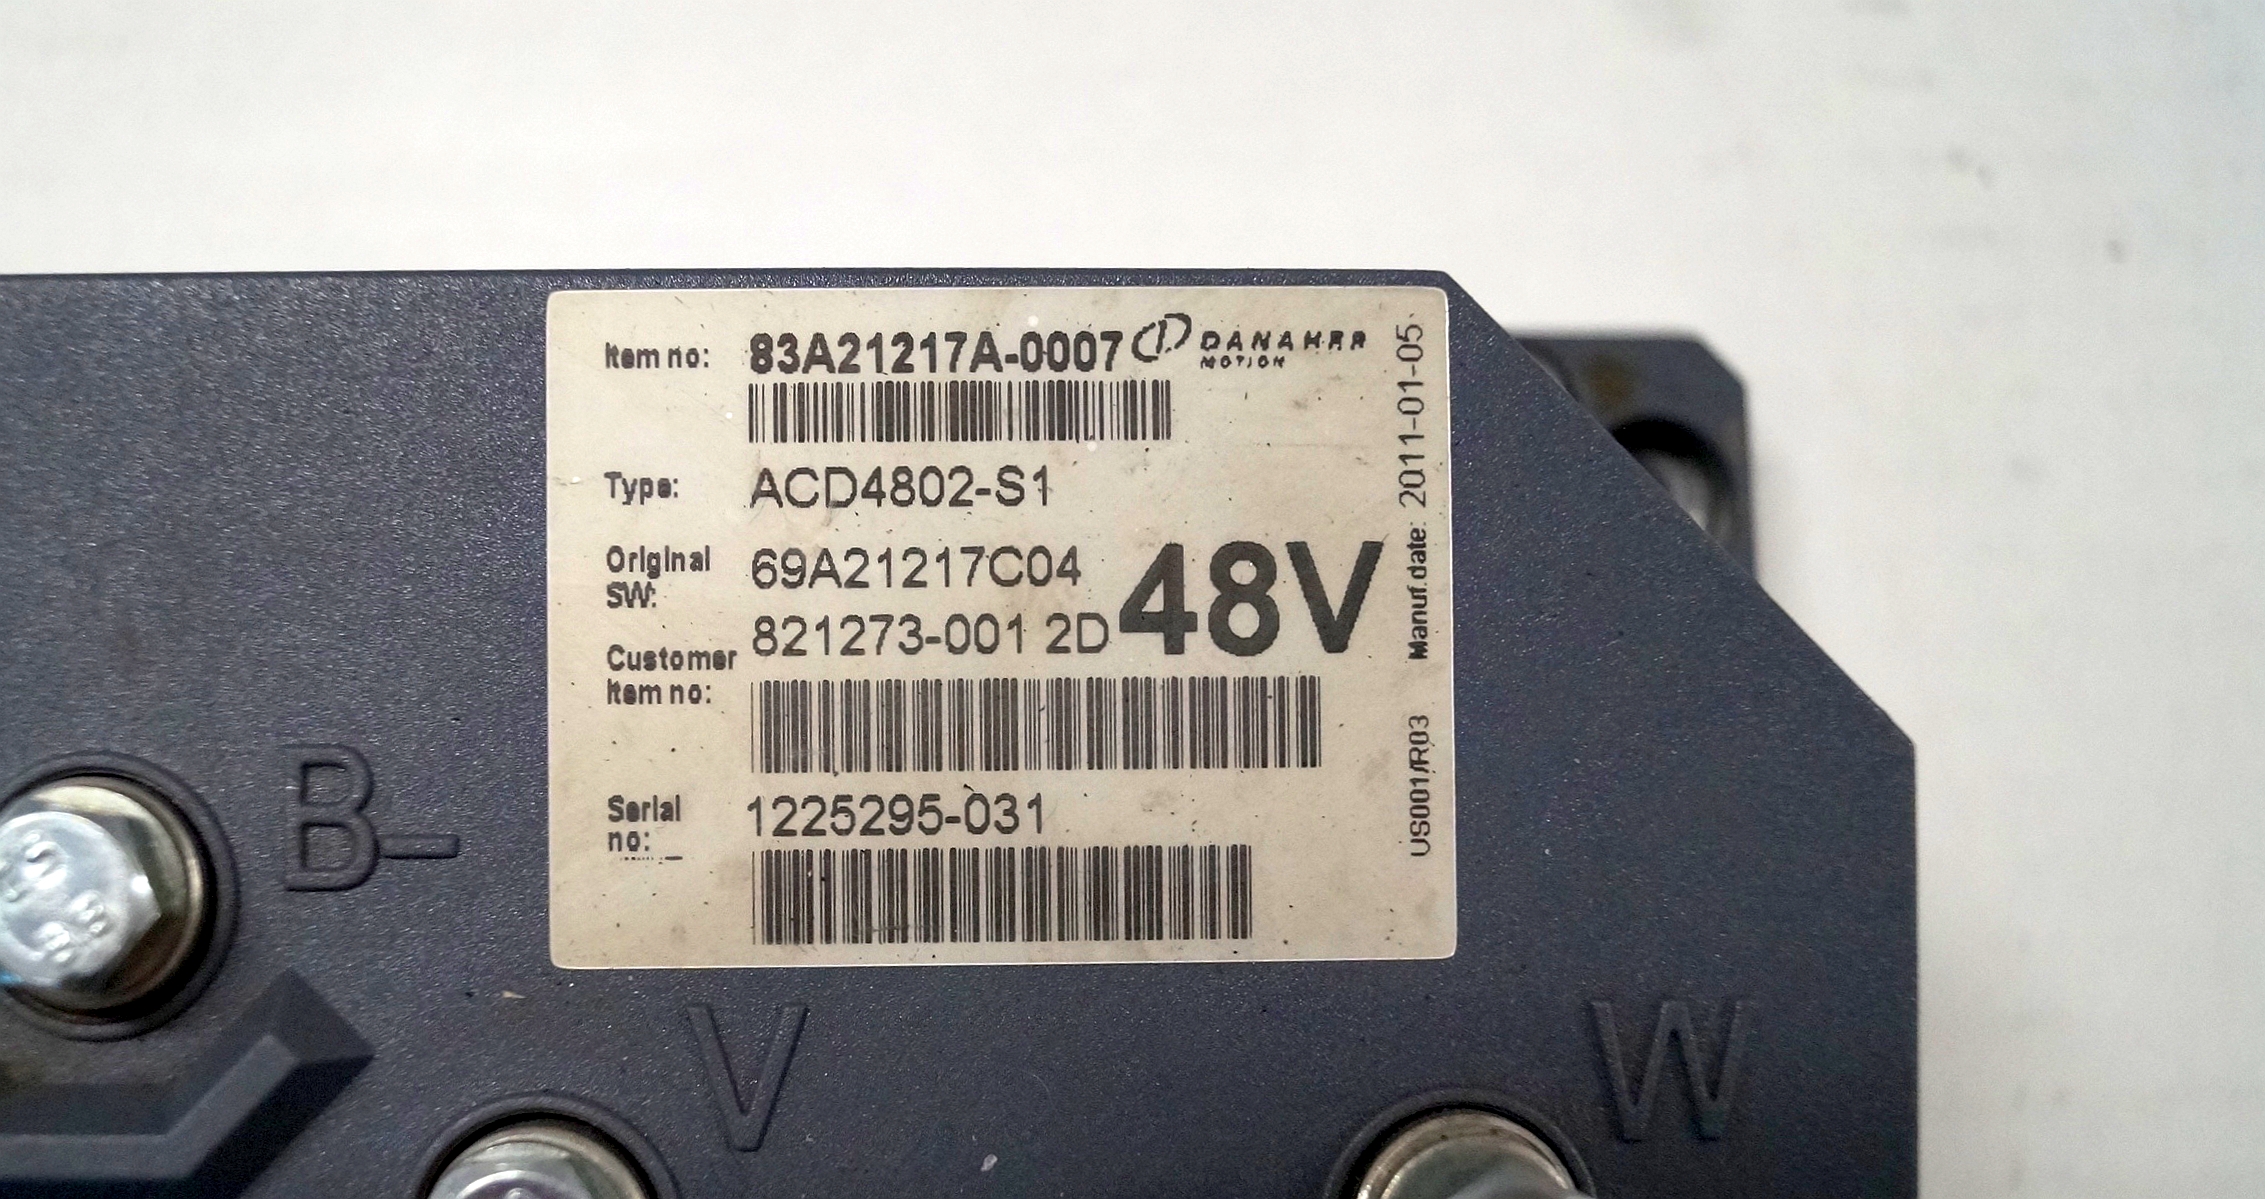 Item no: 83A21217A-0007 DANAHER
MOTION
Type: ACD4802-S1
Original
SW: 69A21217C04
48V
Customer
Item no: 821273-001 2D
Serial
no: 1225295-031
Manuf.date: 2011-01-05
US001/R03
B-
V
W